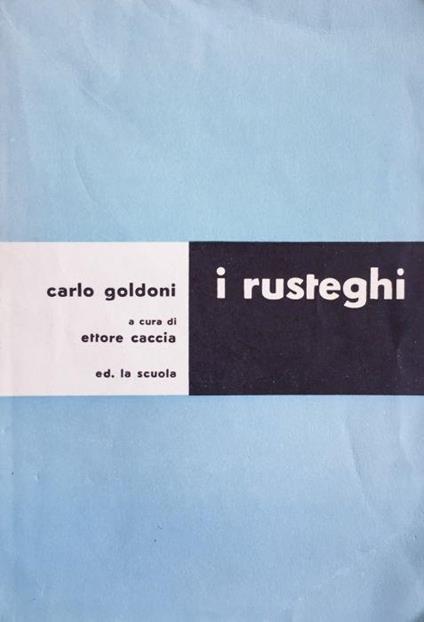 carlo goldoni
a cura di
ettore caccia
ed. la scuola
i rusteghi